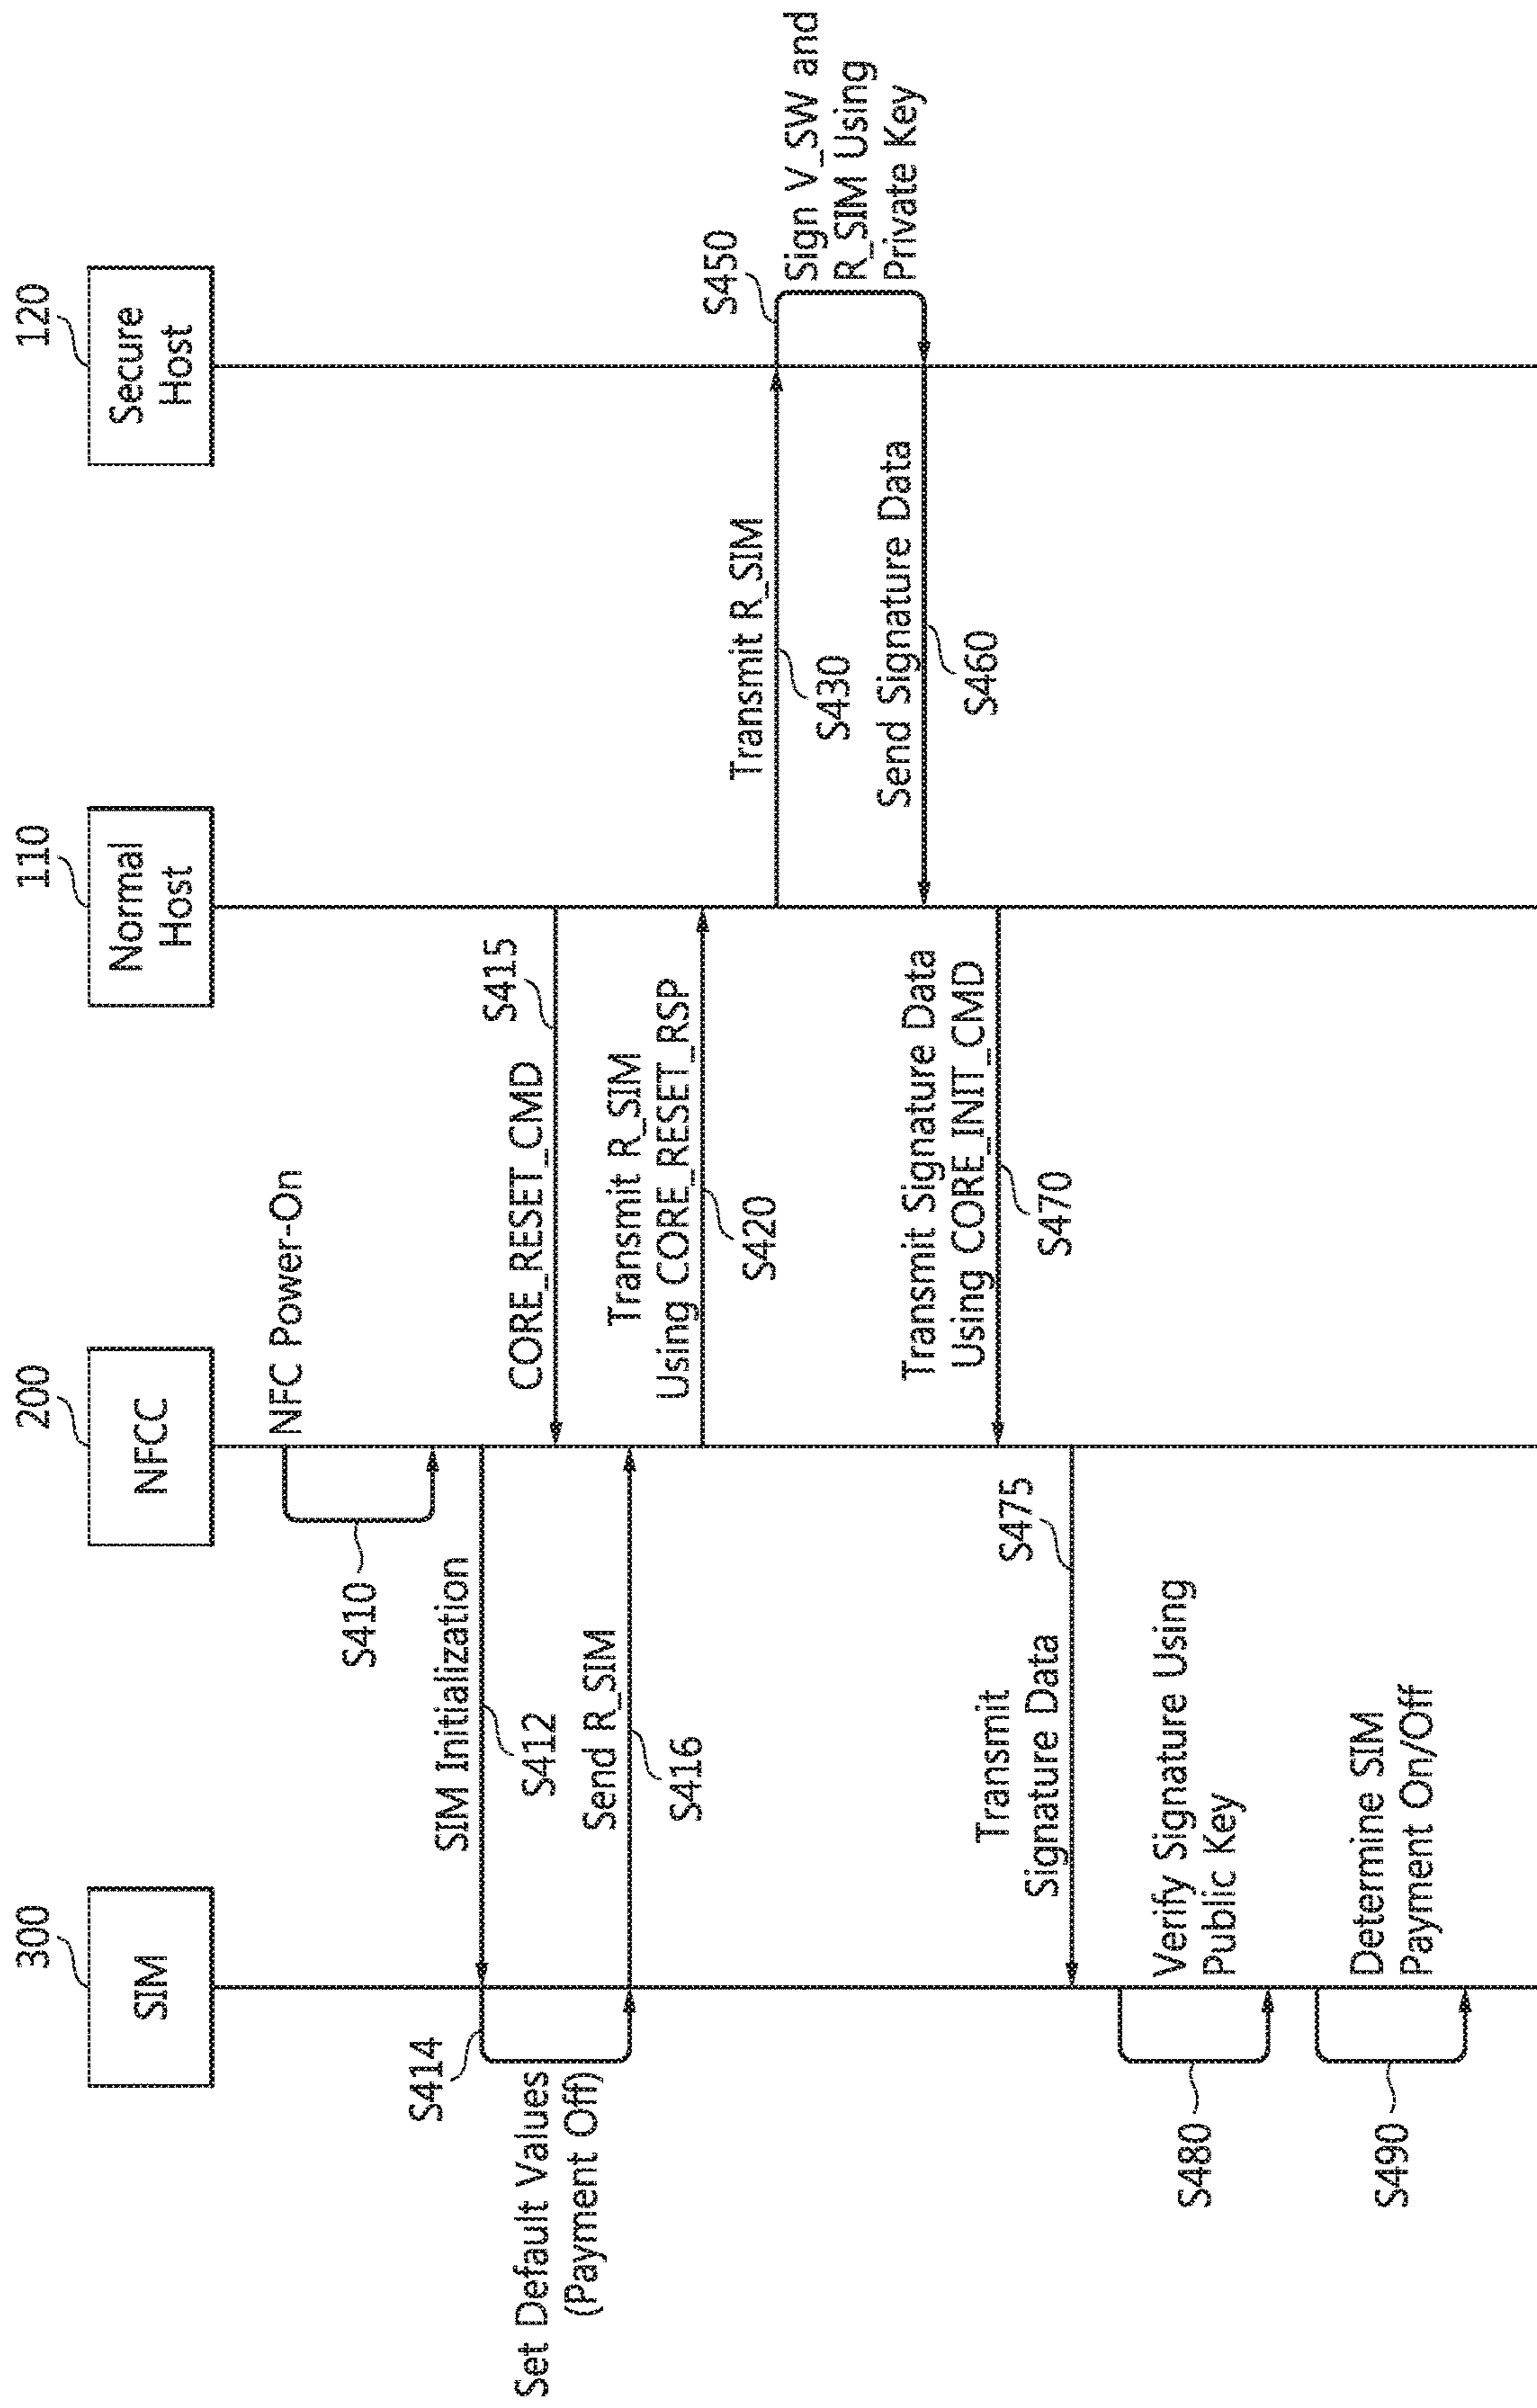 300
SIM
200
NFCC
110
Normal
Host
120
Secure
Host
NFC Power-On
S410
SIM Initialization
S412
S414
Set Default Values
(Payment Off)
S415
CORE_RESET_CMD
Send R_SIM
S416
Transmit R_SIM
Using CORE_RESET_RSP
S420
Transmit R_SIM
S430
S450
Sign V_SW and
R_SIM Using
Private Key
Send Signature Data
S460
Transmit Signature Data
Using CORE_INIT_CMD
S470
S475
Transmit
Signature Data
Verify Signature Using
Public Key
S480
Determine SIM
Payment On/Off
S490